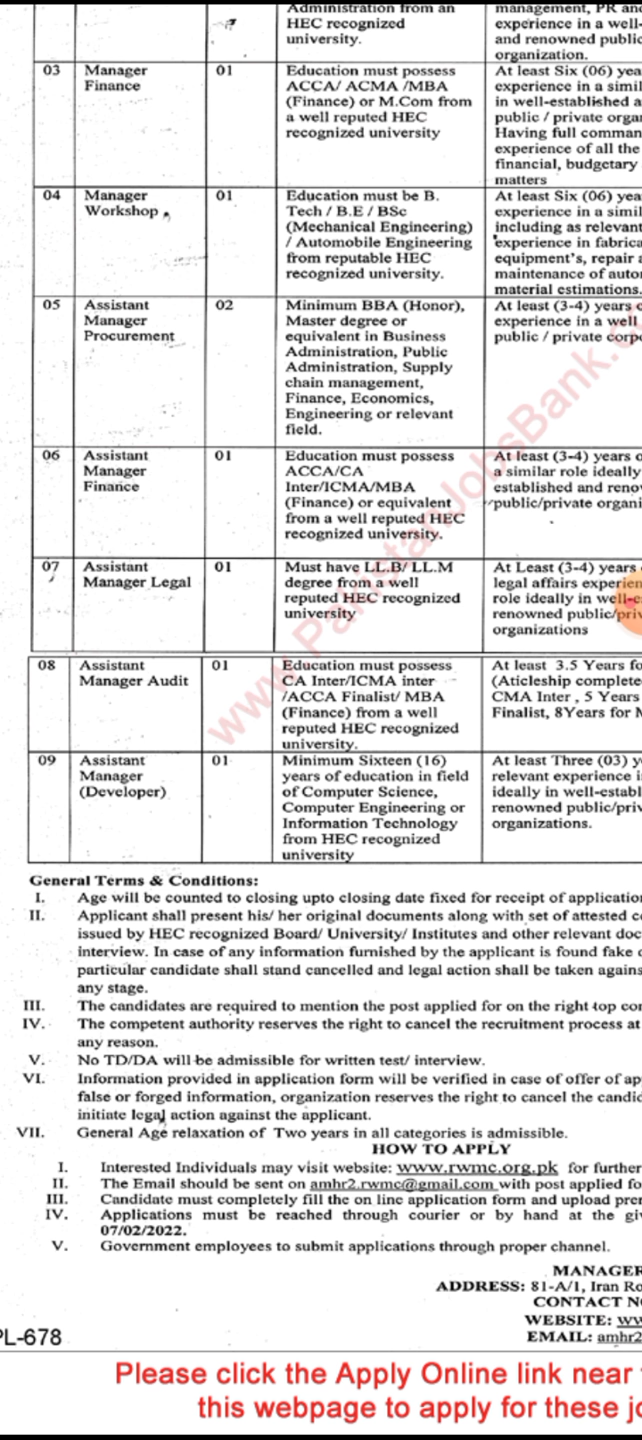 Administration from an
HEC recognized
university.
management, PR and
experience in a well-
and renowned public
organization.
03
Manager
Finance
01
Education must possess
ACCA/ ACMA /MBA
(Finance) or M.Com from
a well reputed HEC
recognized university
At least Six (06) yea
experience in a simil
in well-established a
public / private orga
Having full comman
experience of all the
financial, budgetary
matters
04
Manager
Workshop
01
Education must be B.
Tech / B.E / BSc
(Mechanical Engineering)
/ Automobile Engineering
from reputable HEC
recognized university.
At least Six (06) yea
experience in a simil
including as relevant
experience in fabrica
equipment's, repair a
maintenance of auto
material estimations.
05
Assistant
Manager
Procurement
02
Minimum BBA (Honor),
Master degree or
equivalent in Business
Administration, Public
Administration, Supply
chain management,
Finance, Economics,
Engineering or relevant
field.
At least (3-4) years o
experience in a well
public / private corp
06
Assistant
Manager
Finance
01
Education must possess
ACCA/CA
Inter/ICMA/MBA
(Finance) or equivalent
from a well reputed HEC
recognized university.
At least (3-4) years o
a similar role ideally
established and reno
public/private organi
07
Assistant
Manager Legal
01
Must have LL.B/ LL.M
degree from a well
reputed HEC recognized
university
At Least (3-4) years
legal affairs experien
role ideally in well-e
renowned public/priv
organizations
08
Assistant
Manager Audit
01
Education must possess
CA Inter/ICMA inter
/ACCA Finalist/ MBA
(Finance) from a well
reputed HEC recognized
university.
At least 3.5 Years fo
(Aticleship complete
CMA Inter , 5 Years
Finalist, 8Years for M
09
Assistant
Manager
(Developer)
01
Minimum Sixteen (16)
years of education in field
of Computer Science,
Computer Engineering or
Information Technology
from HEC recognized
university
At least Three (03) y
relevant experience i
ideally in well-establ
renowned public/priv
organizations.
General Terms & Conditions:
I. Age will be counted to closing upto closing date fixed for receipt of application
II. Applicant shall present his/ her original documents along with set of attested c
issued by HEC recognized Board/ University/ Institutes and other relevant doc
interview. In case of any information furnished by the applicant is found fake
particular candidate shall stand cancelled and legal action shall be taken agains
any stage.
III. The candidates are required to mention the post applied for on the right top cor
IV. The competent authority reserves the right to cancel the recruitment process at
any reason.
V. No TD/DA will be admissible for written test/ interview.
VI. Information provided in application form will be verified in case of offer of ap
false or forged information, organization reserves the right to cancel the candid
initiate legal action against the applicant.
VII. General Age relaxation of Two years in all categories is admissible.
HOW TO APPLY
I. Interested Individuals may visit website: www.rwmc.org.pk for further
II. The Email should be sent on amhr2.rwmc@gmail.com with post applied fo
III. Candidate must completely fill the on line application form and upload pre
IV. Applications must be reached through courier or by hand at the gi
07/02/2022.
V. Government employees to submit applications through proper channel.
MANAGER
ADDRESS: 81-A/1, Iran Ro
CONTACT N
WEBSITE: ww
EMAIL: amhr2
PL-678
www.PakistanJobsBank.c
Please click the Apply Online link near
this webpage to apply for these jo